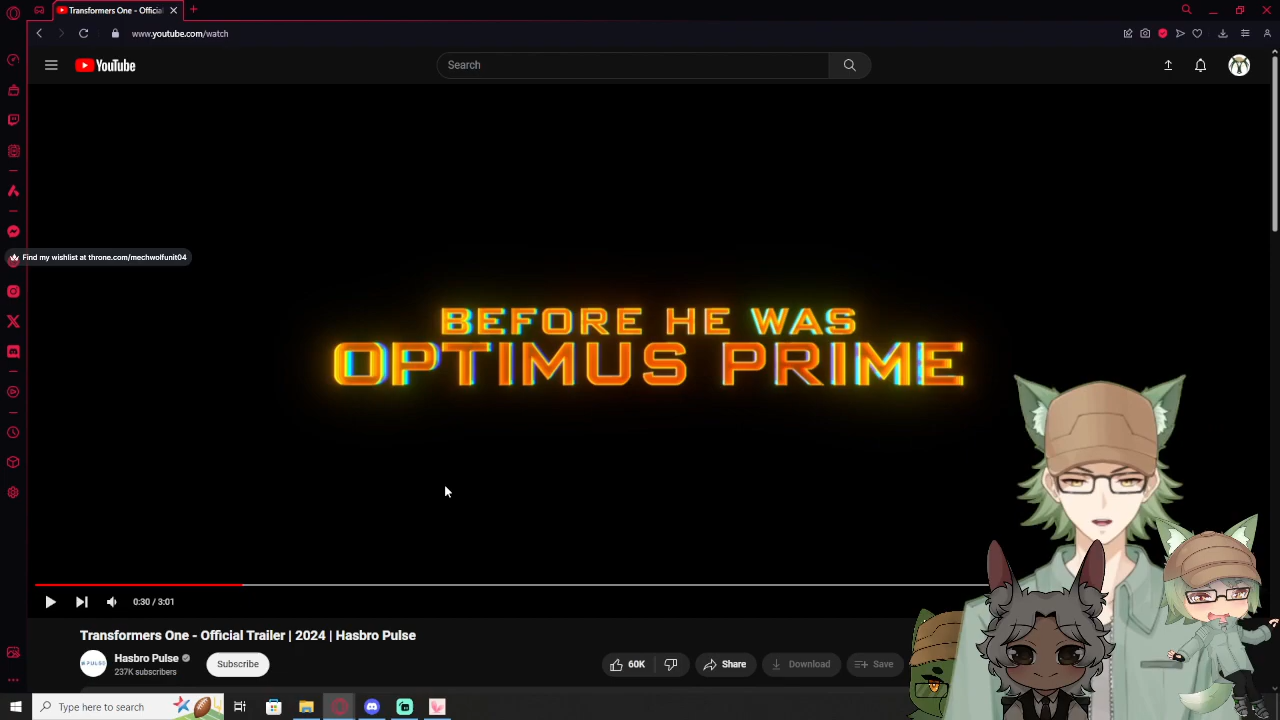 Transformers One - Official
www.youtube.com/watch
YouTube
Search
Find my wishlist at throne.com/mechwolfunit04
BEFORE HE WAS
OPTIMUS PRIME
0:30 / 3:01
Transformers One - Official Trailer | 2024 | Hasbro Pulse
PULSE
Hasbro Pulse
237K subscribers
Subscribe
60K
Share
Download
Save
Type here to search